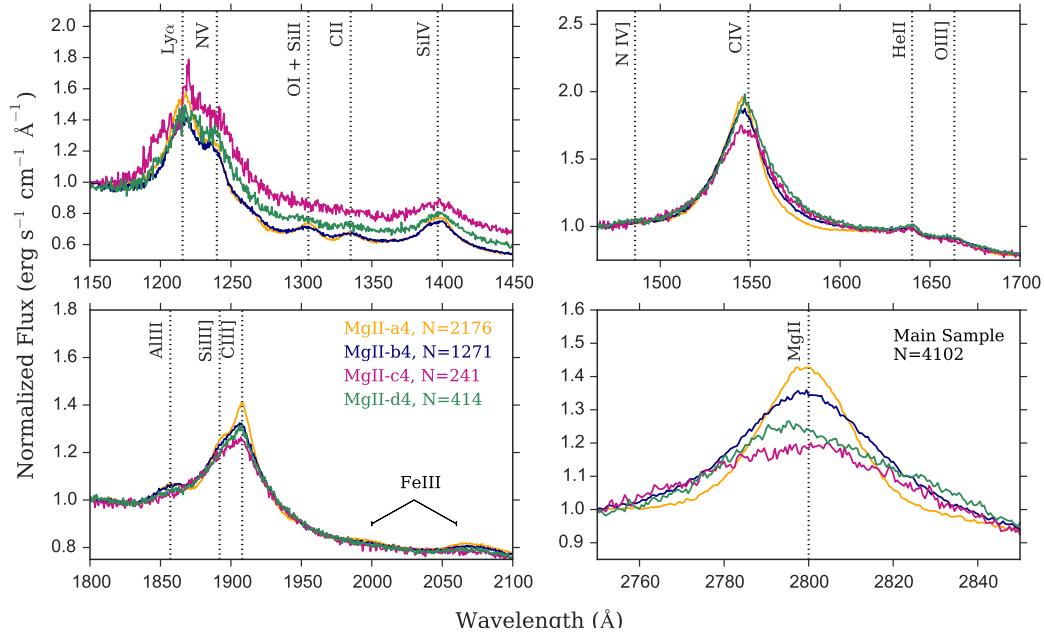 Normalized Flux (erg s⁻¹ cm⁻¹ Å⁻¹)
2.0
1.8
1.6
1.4
1.2
1.0
0.8
0.6
Lyα
NV
OI + SiII
CII
SiIV
1150 1200 1250 1300 1350 1400 1450
2.5
2.0
1.5
1.0
N IV]
CIV
HeII
OIII]
1500 1550 1600 1650 1700
1.8
1.6
1.4
1.2
1.0
0.8
AlIII
SiIII]
CIII]
MgII-a4, N=2176
MgII-b4, N=1271
MgII-c4, N=241
MgII-d4, N=414
FeIII
1800 1850 1900 1950 2000 2050 2100
1.6
1.5
1.4
1.3
1.2
1.1
1.0
0.9
MgII
Main Sample
N=4102
2760 2780 2800 2820 2840
Wavelength (Å)